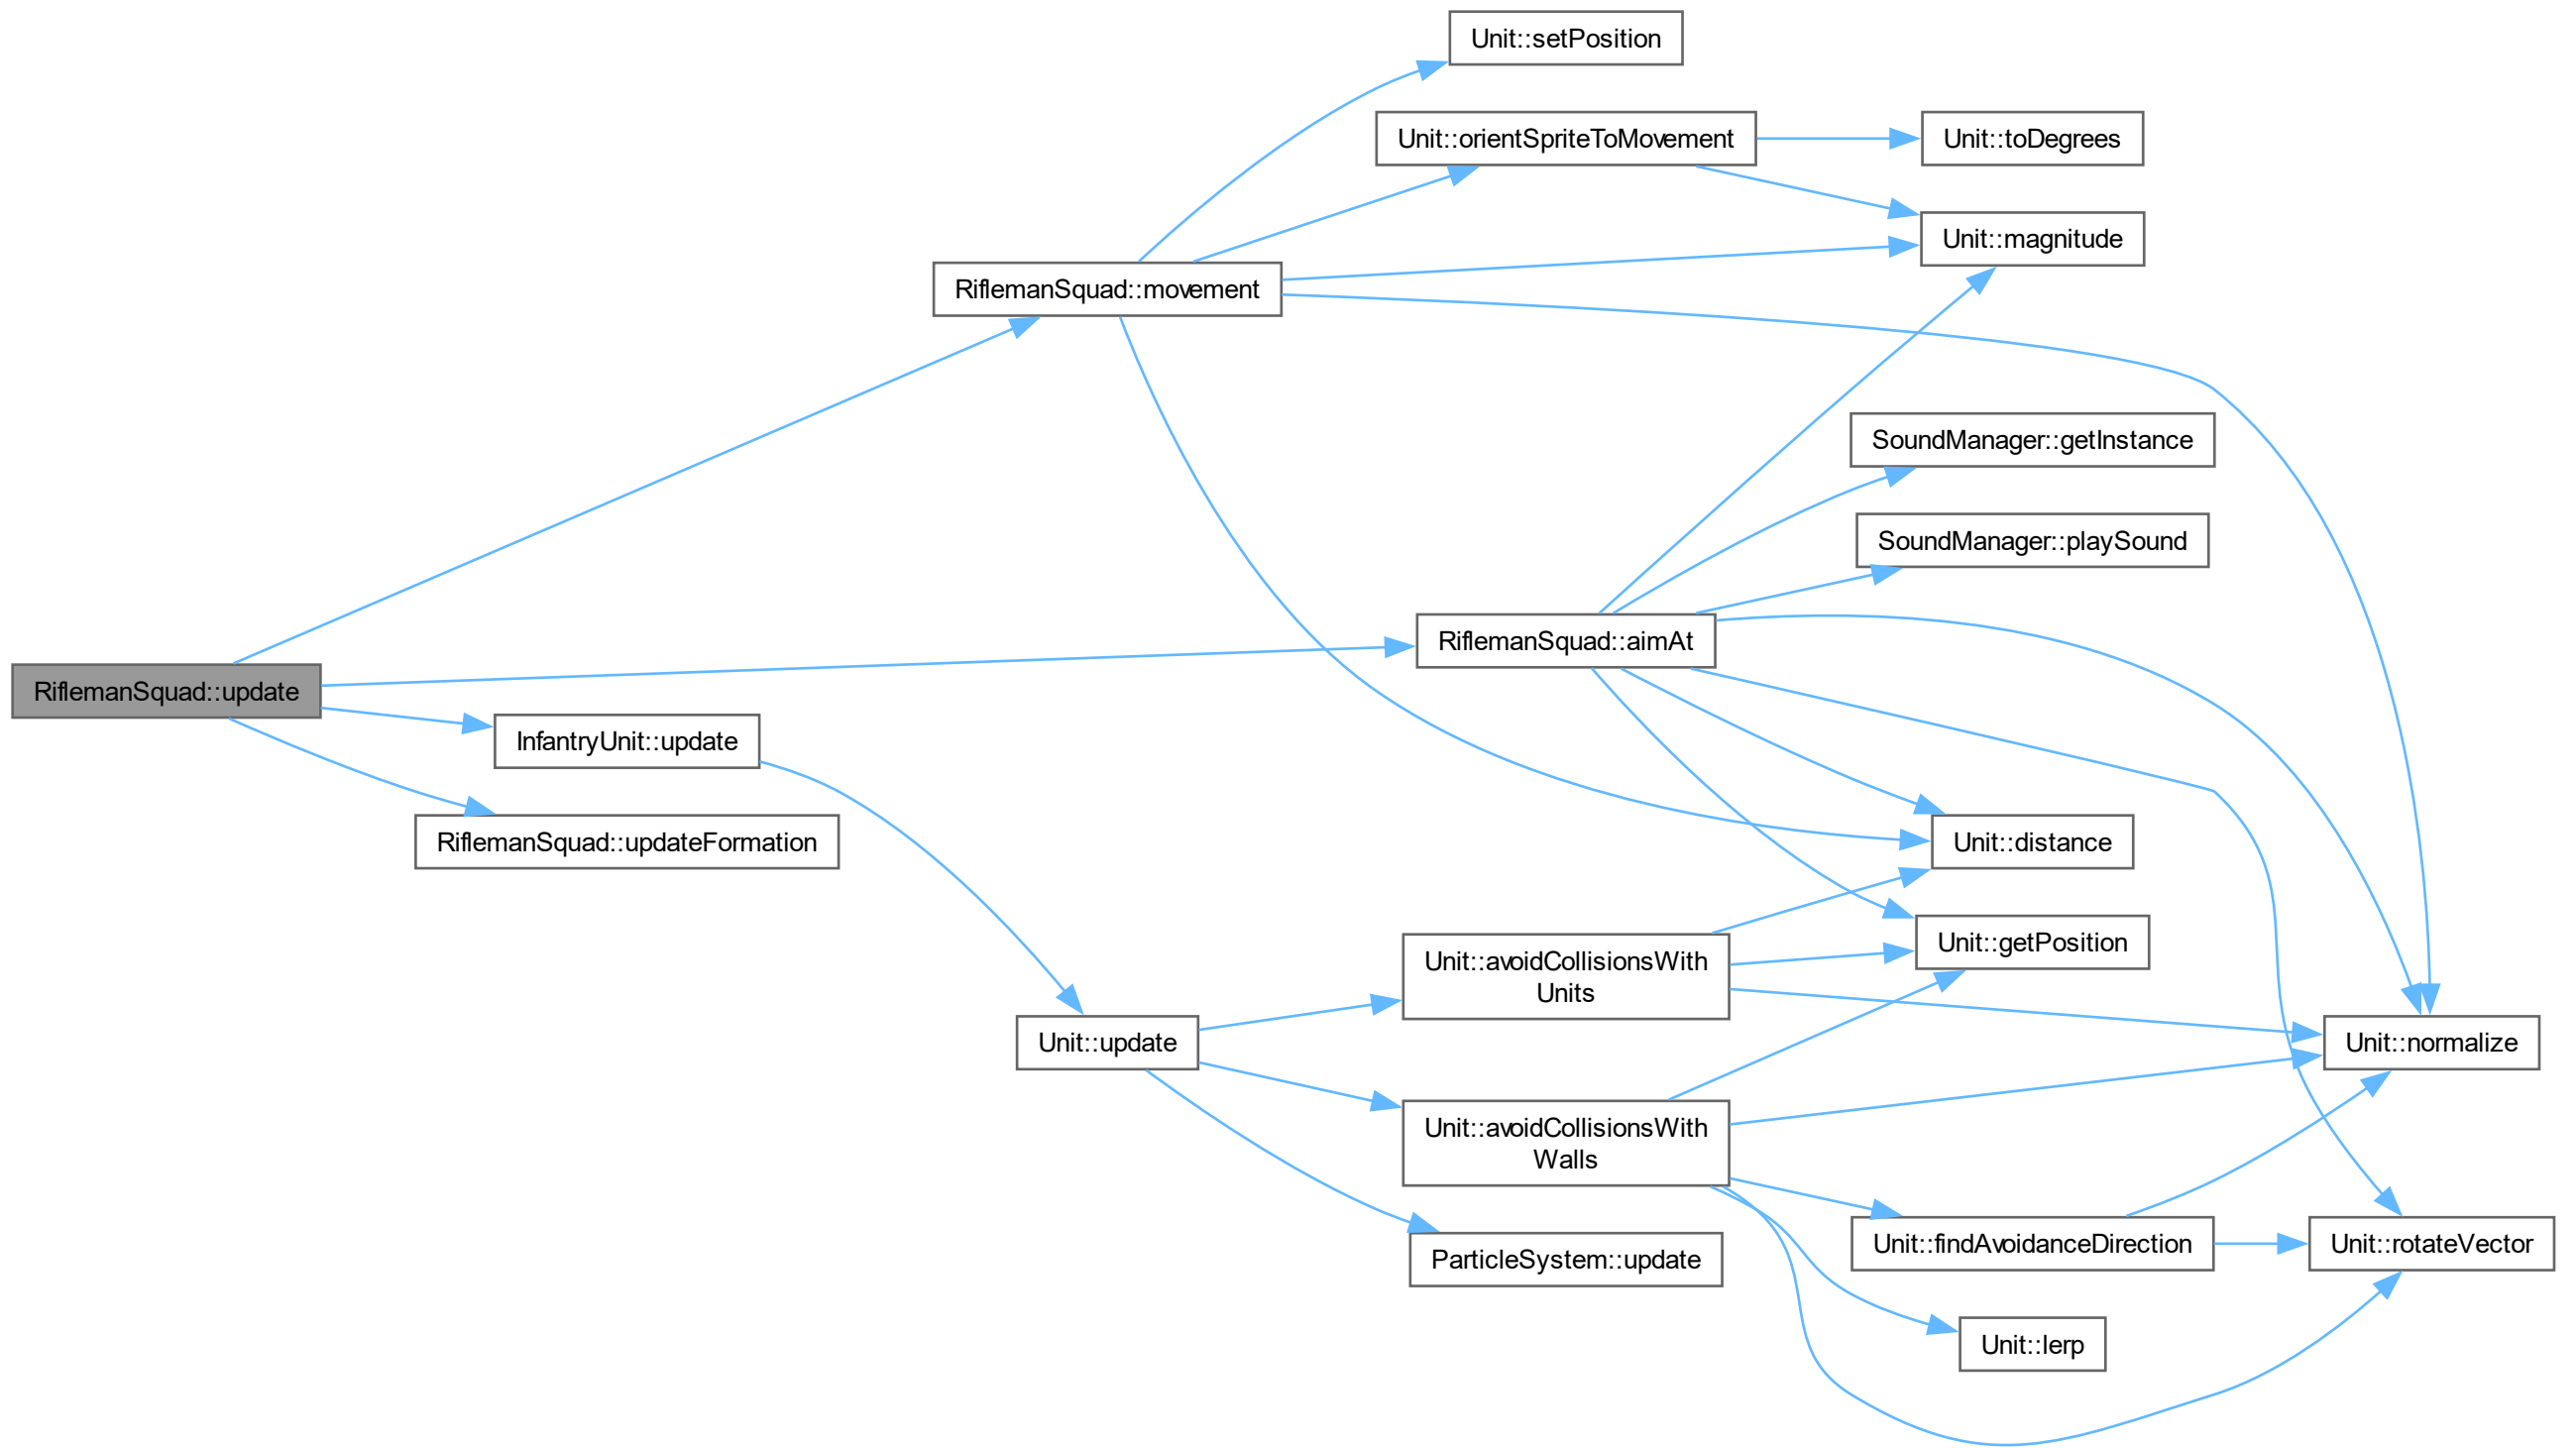 Unit::setPosition
Unit::orientSpriteToMovement
Unit::toDegrees
Unit::magnitude
RiflemanSquad::movement
SoundManager::getInstance
SoundManager::playSound
RiflemanSquad::aimAt
RiflemanSquad::update
InfantryUnit::update
RiflemanSquad::updateFormation
Unit::distance
Unit::getPosition
Unit::avoidCollisionsWith
Units
Unit::update
Unit::normalize
Unit::avoidCollisionsWith
Walls
Unit::findAvoidanceDirection
Unit::rotateVector
ParticleSystem::update
Unit::lerp